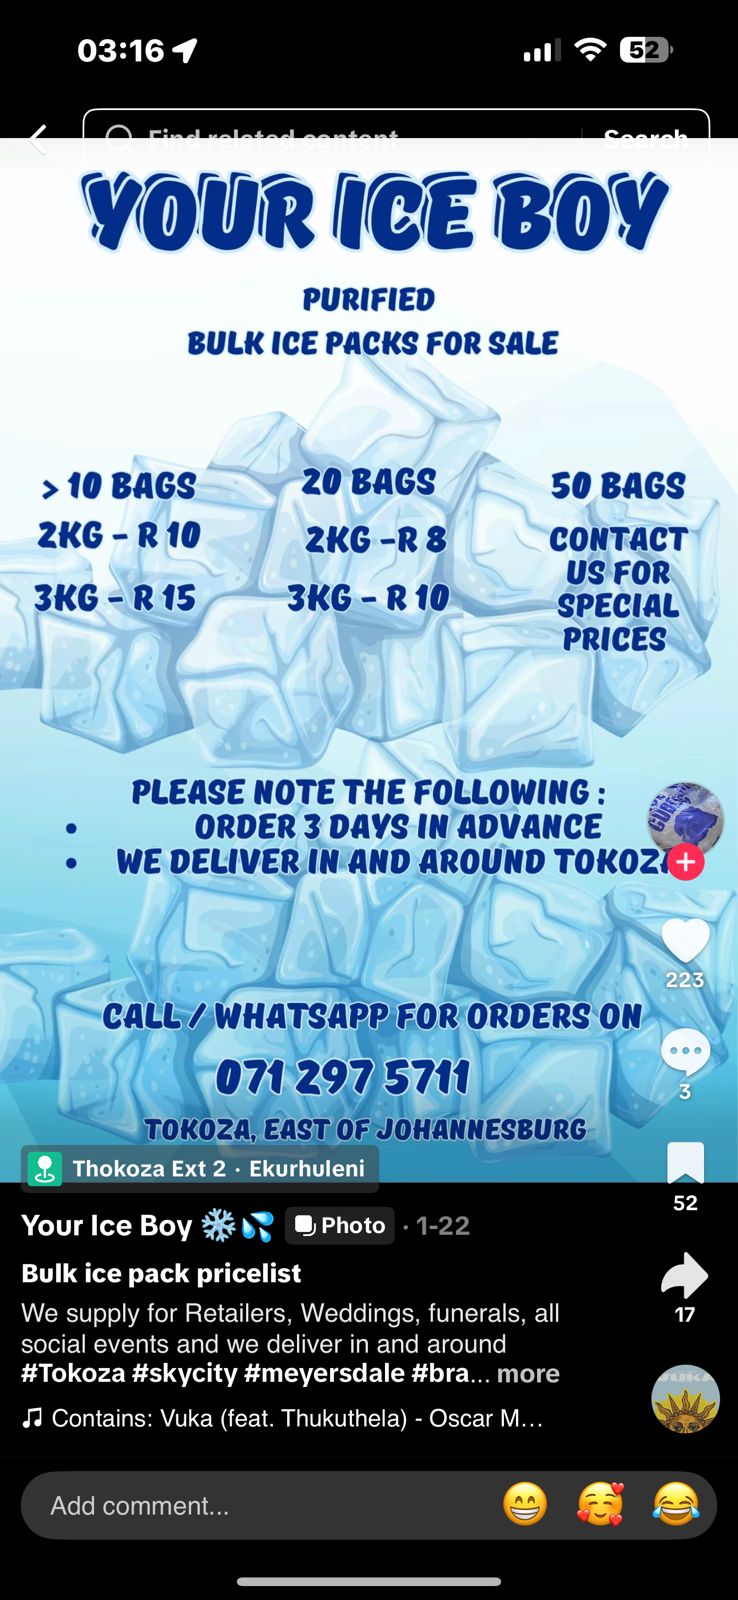 03:16
52
Find related content
Search
YOUR ICE BOY
PURIFIED
BULK ICE PACKS FOR SALE
> 10 BAGS
2KG - R 10
3KG - R 15
20 BAGS
2KG -R 8
3KG - R 10
50 BAGS
CONTACT
US FOR
SPECIAL
PRICES
PLEASE NOTE THE FOLLOWING :
• ORDER 3 DAYS IN ADVANCE
• WE DELIVER IN AND AROUND TOKOZA
223
3
CALL / WHATSAPP FOR ORDERS ON
071 297 5711
TOKOZA, EAST OF JOHANNESBURG
Thokoza Ext 2 · Ekurhuleni
52
Your Ice Boy ❄️💦 Photo · 1-22
Bulk ice pack pricelist
We supply for Retailers, Weddings, funerals, all
social events and we deliver in and around
#Tokoza #skycity #meyersdale #bra... more
17
VUKA
Contains: Vuka (feat. Thukuthela) - Oscar M...
Add comment...